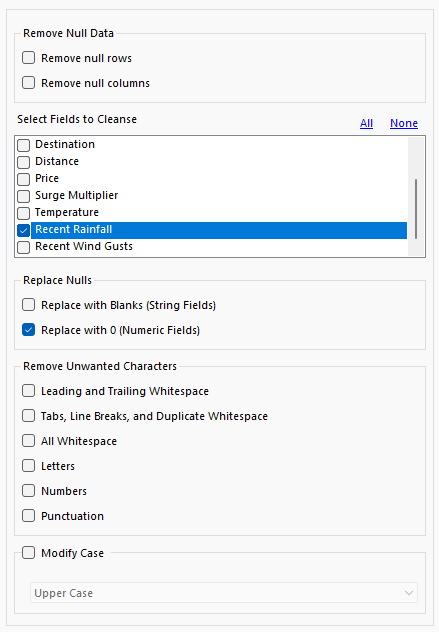 Remove Null Data
Remove null rows
Remove null columns
Select Fields to Cleanse All None
Destination
Distance
Price
Surge Multiplier
Temperature
Recent Rainfall
Recent Wind Gusts
Replace Nulls
Replace with Blanks (String Fields)
Replace with 0 (Numeric Fields)
Remove Unwanted Characters
Leading and Trailing Whitespace
Tabs, Line Breaks, and Duplicate Whitespace
All Whitespace
Letters
Numbers
Punctuation
Modify Case
Upper Case